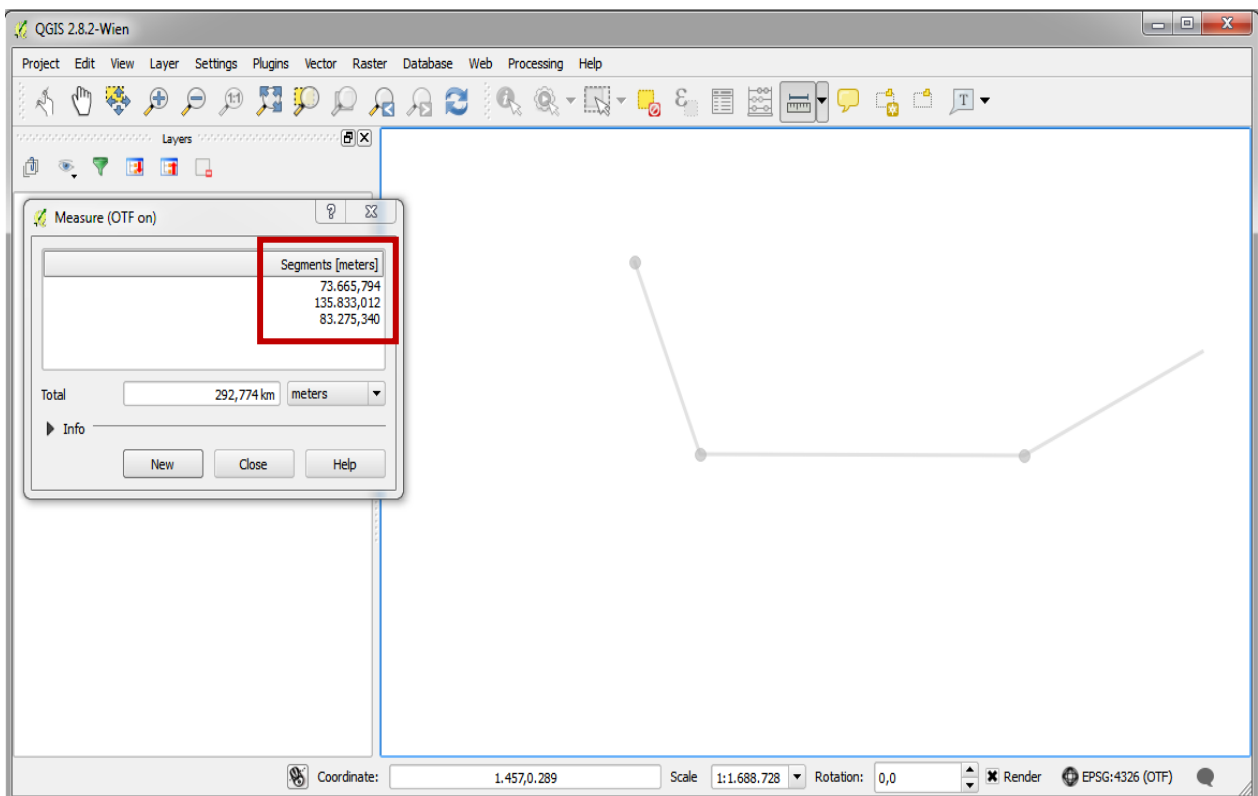 QGIS 2.8.2-Wien
Project Edit View Layer Settings Plugins Vector Raster Database Web Processing Help
1:1
ε
T
Layers
Measure (OTF on)
Segments [meters]
73.665,794
135.833,012
83.275,340
Total 292,774 km meters
Info
New Close Help
Coordinate: 1.457,0.289 Scale 1:1.688.728 Rotation: 0,0 Render EPSG:4326 (OTF)